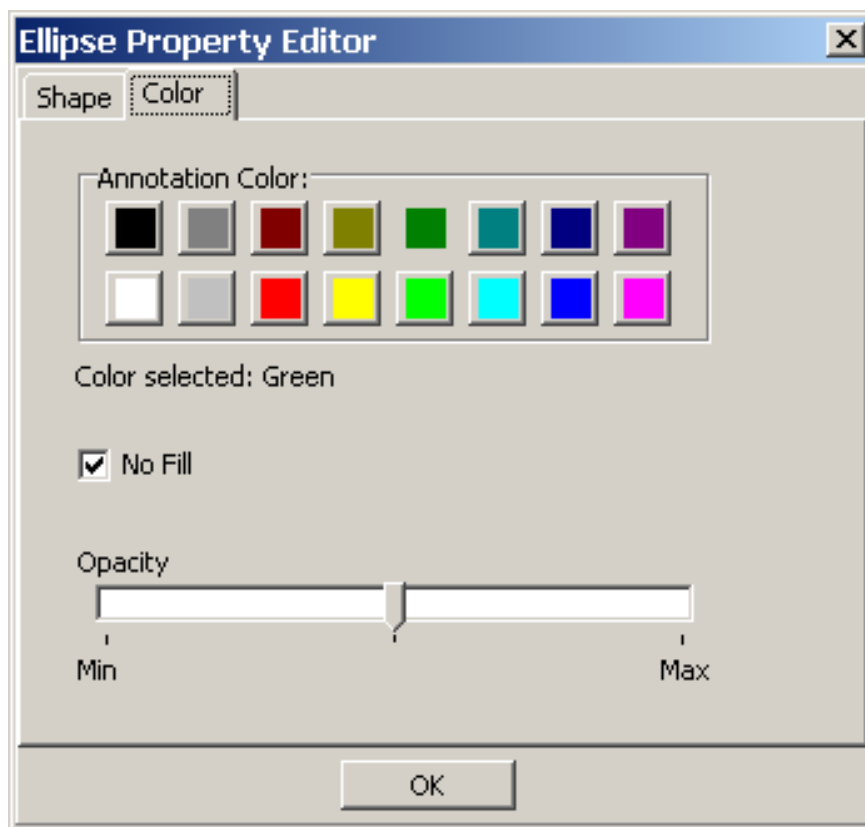 Ellipse Property Editor
Shape Color
Annotation Color:
Color selected: Green
No Fill
Opacity
Min Max
OK